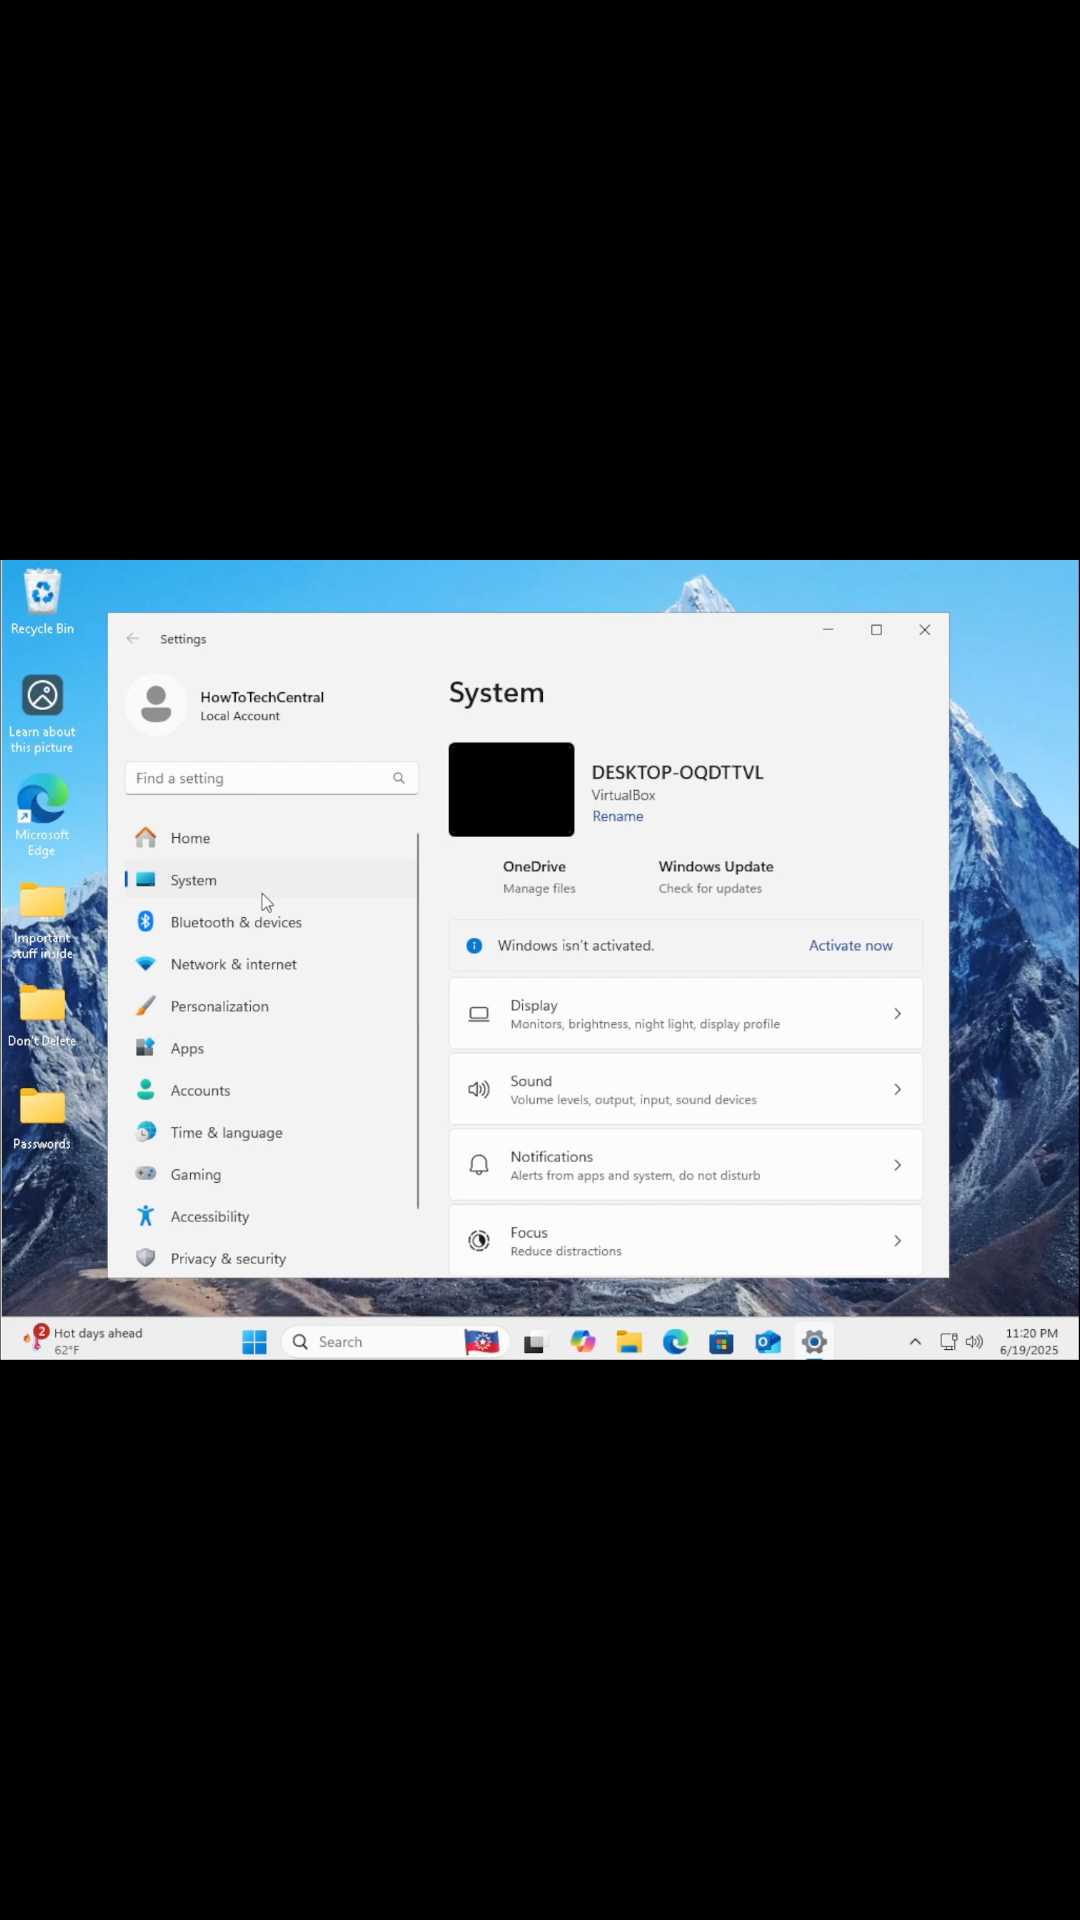 Recycle Bin
Learn about
this picture
Microsoft
Edge
Important
stuff inside
Don't Delete
Passwords
Settings
HowToTechCentral
Local Account
Find a setting
Home
System
Bluetooth & devices
Network & internet
Personalization
Apps
Accounts
Time & language
Gaming
Accessibility
Privacy & security
System
DESKTOP-OQDTTVL
VirtualBox
Rename
OneDrive
Manage files
Windows Update
Check for updates
Windows isn't activated.
Activate now
Display
Monitors, brightness, night light, display profile
Sound
Volume levels, output, input, sound devices
Notifications
Alerts from apps and system, do not disturb
Focus
Reduce distractions
2
Hot days ahead
62°F
Search
11:20 PM
6/19/2025